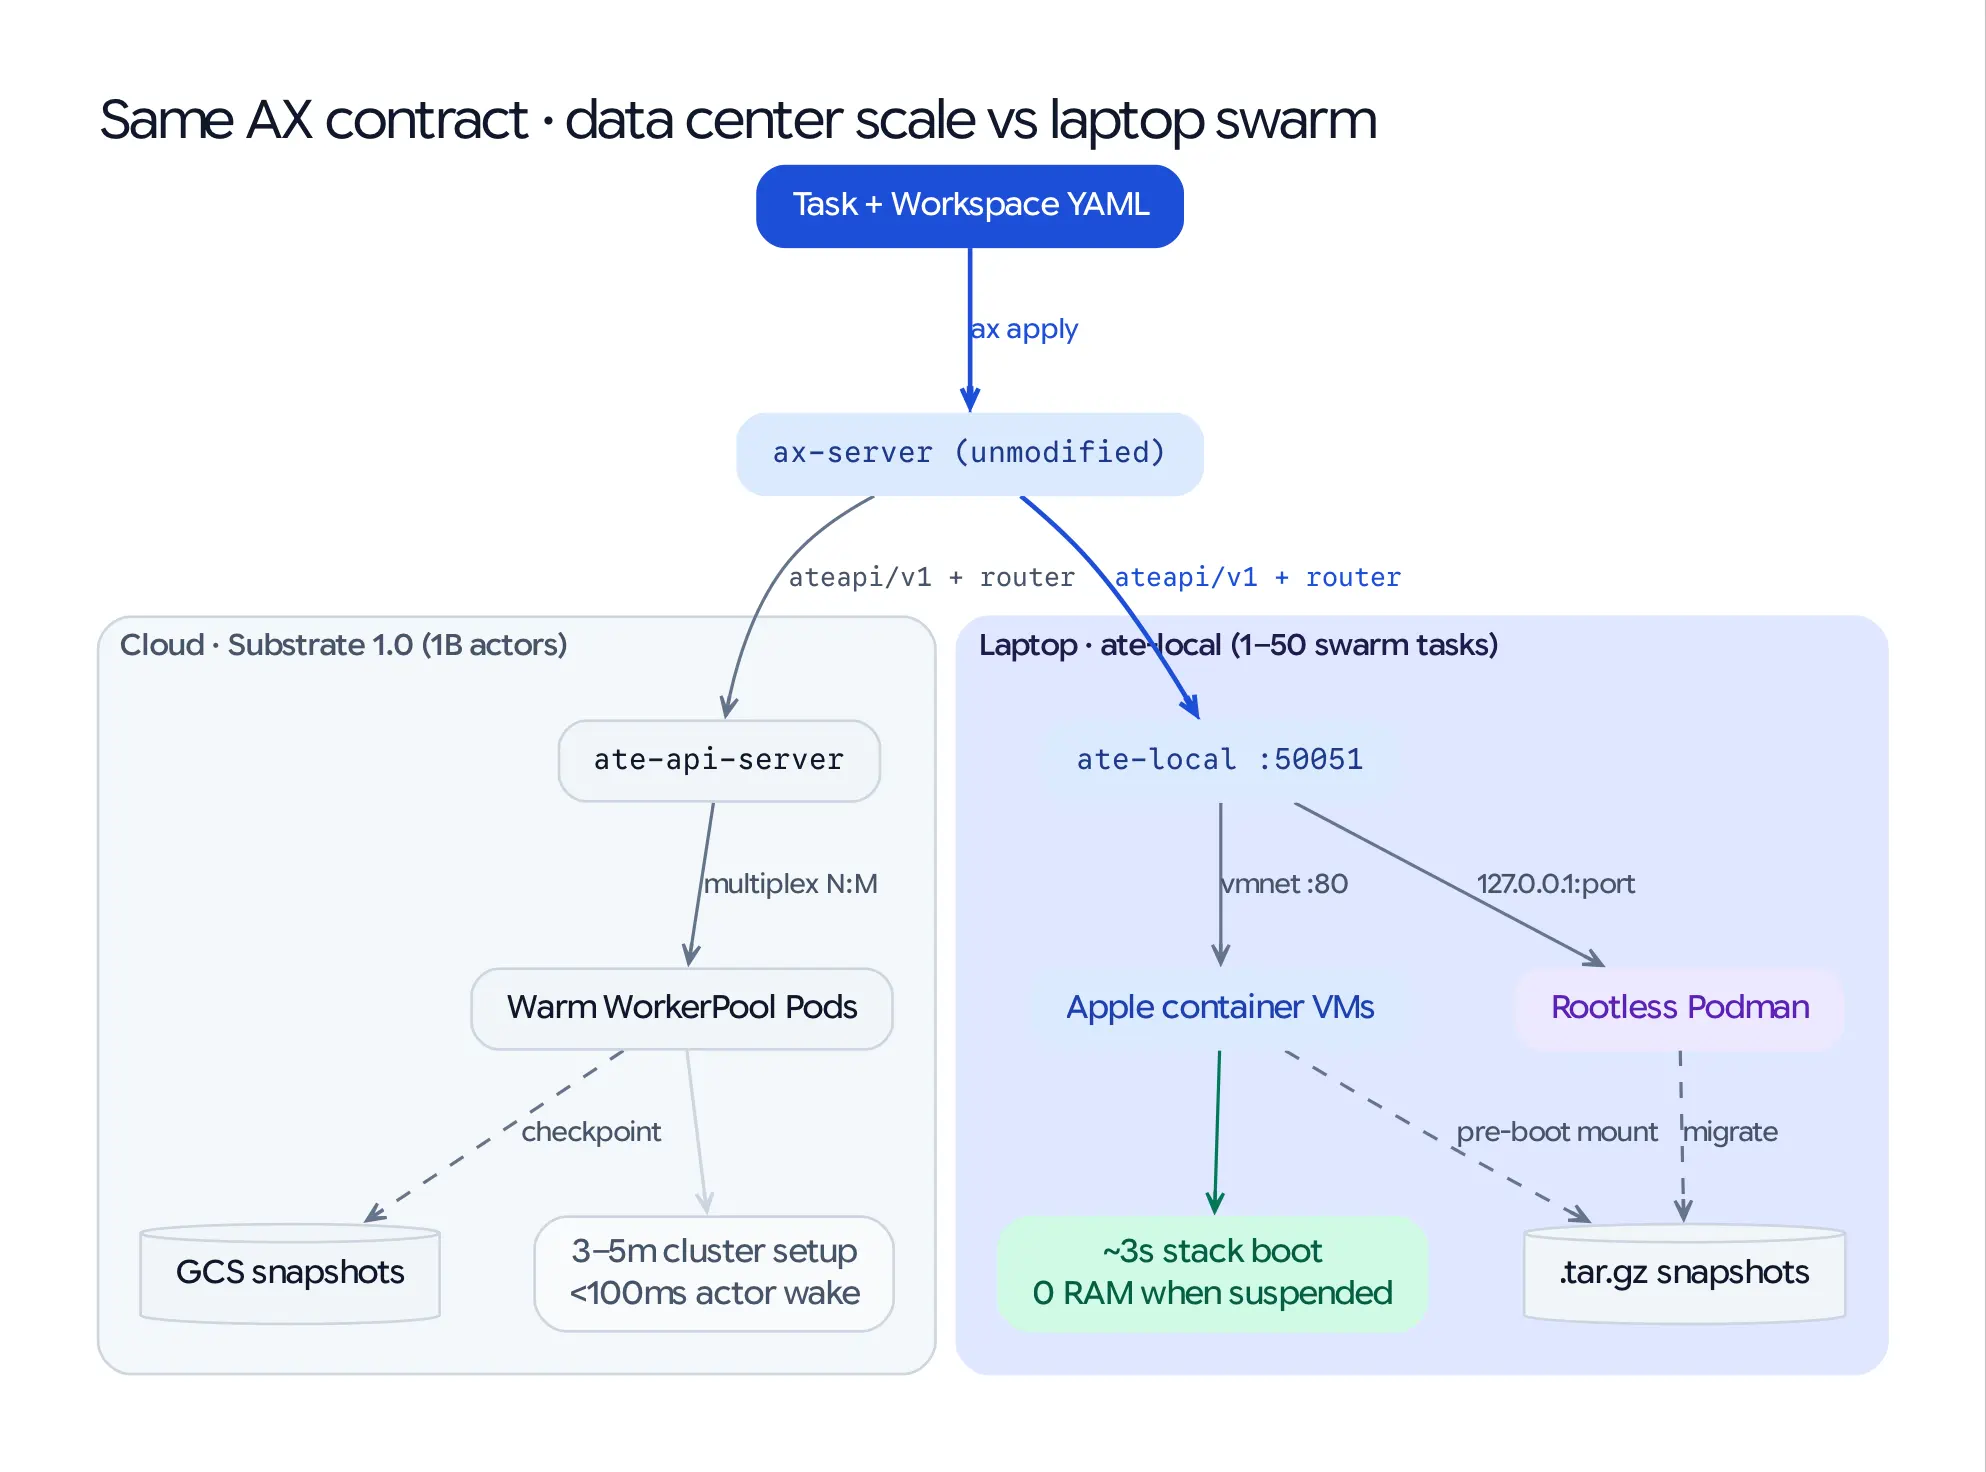 Same AX contract · data center scale vs laptop swarm
Task + Workspace YAML
ax apply
ax-server (unmodified)
ateapi/v1 + router
ateapi/v1 + router
Cloud · Substrate 1.0 (1B actors)
ate-api-server
multiplex N:M
Warm WorkerPool Pods
checkpoint
GCS snapshots
3–5m cluster setup
<100ms actor wake
Laptop · ate-local (1–50 swarm tasks)
ate-local :50051
vmnet :80
127.0.0.1:port
Apple container VMs
Rootless Podman
pre-boot mount
migrate
~3s stack boot
0 RAM when suspended
.tar.gz snapshots